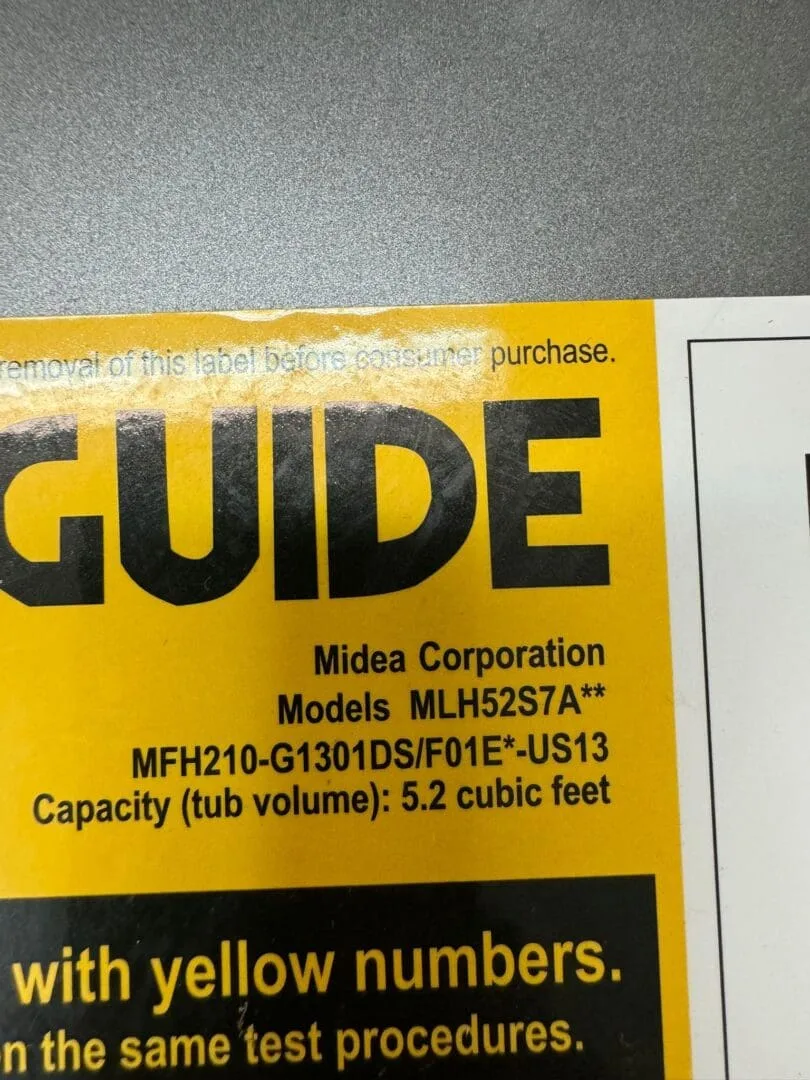 removal of this label before consumer purchase.
GUIDE
Midea Corporation
Models MLH52S7A**
MFH210-G1301DS/F01E*-US13
Capacity (tub volume): 5.2 cubic feet
with yellow numbers.
on the same test procedures.